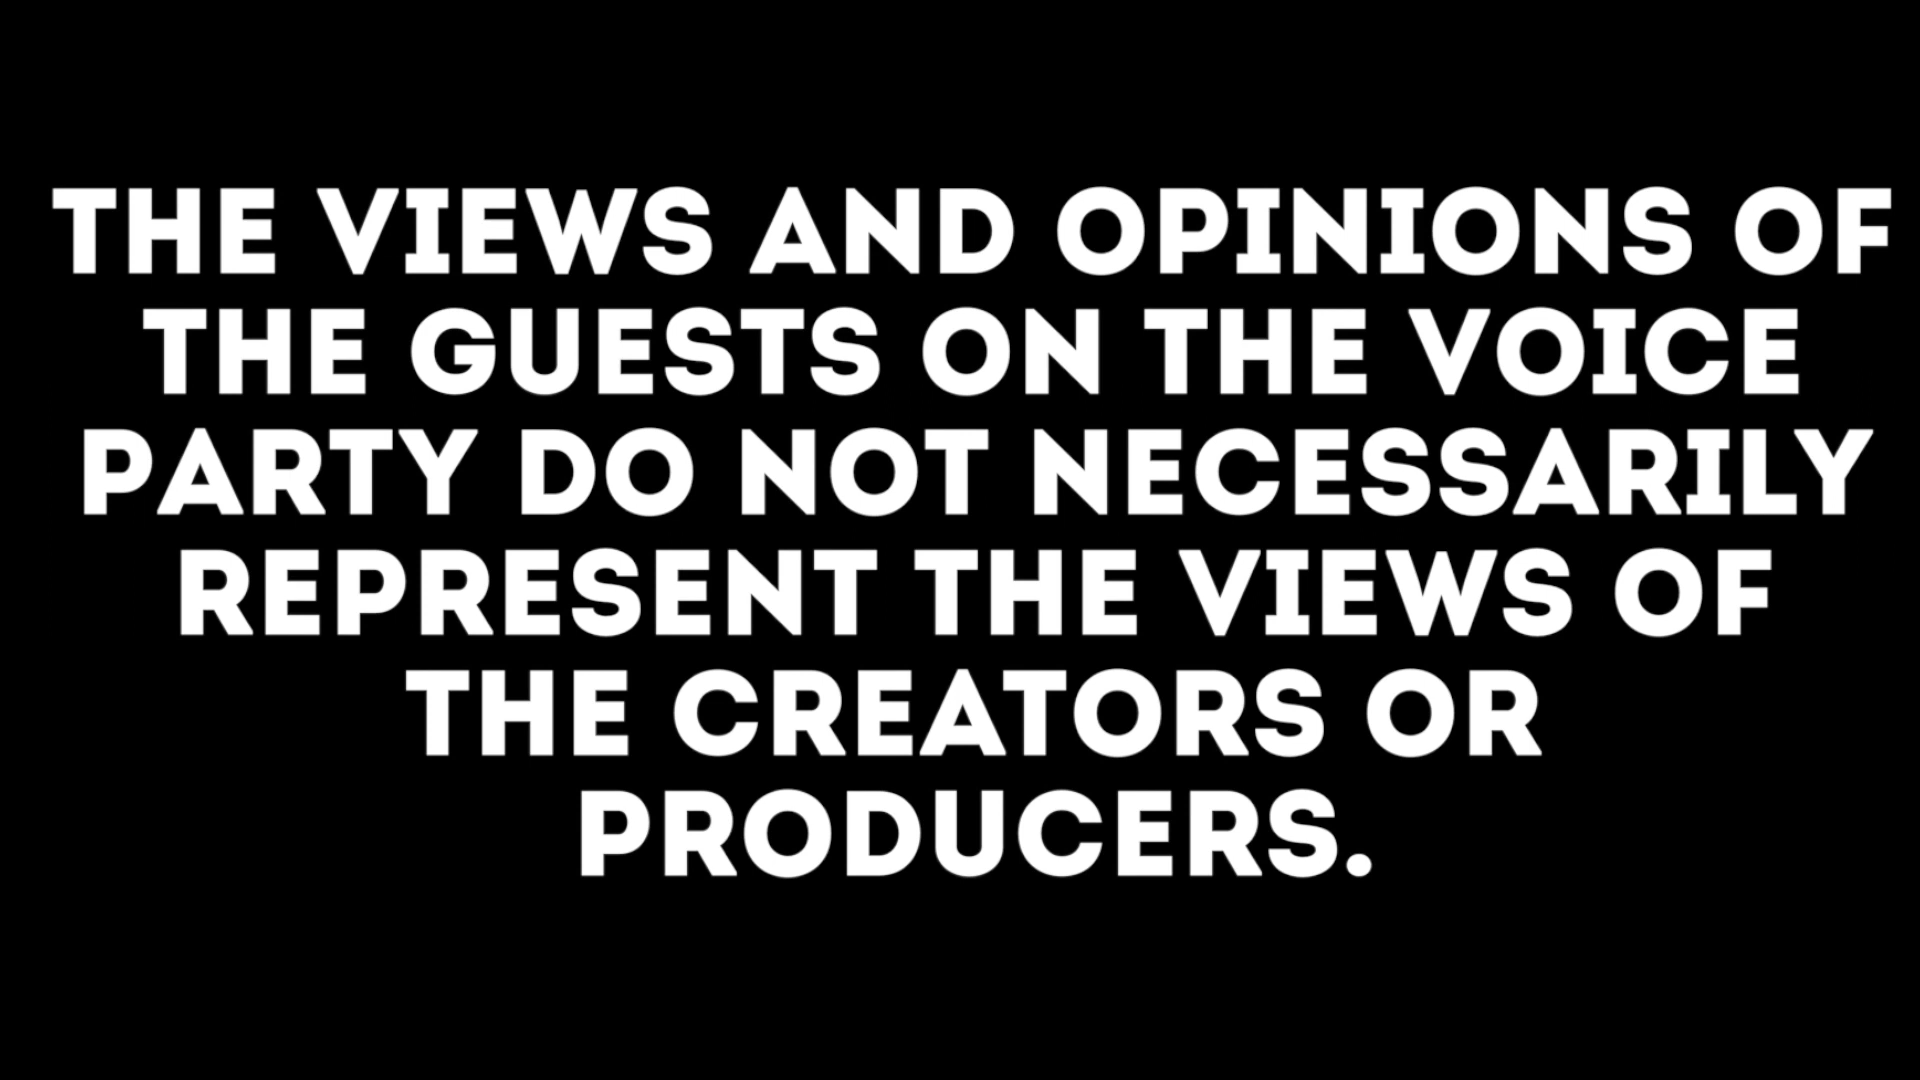 THE VIEWS AND OPINIONS OF
THE GUESTS ON THE VOICE
PARTY DO NOT NECESSARILY
REPRESENT THE VIEWS OF
THE CREATORS OR
PRODUCERS.